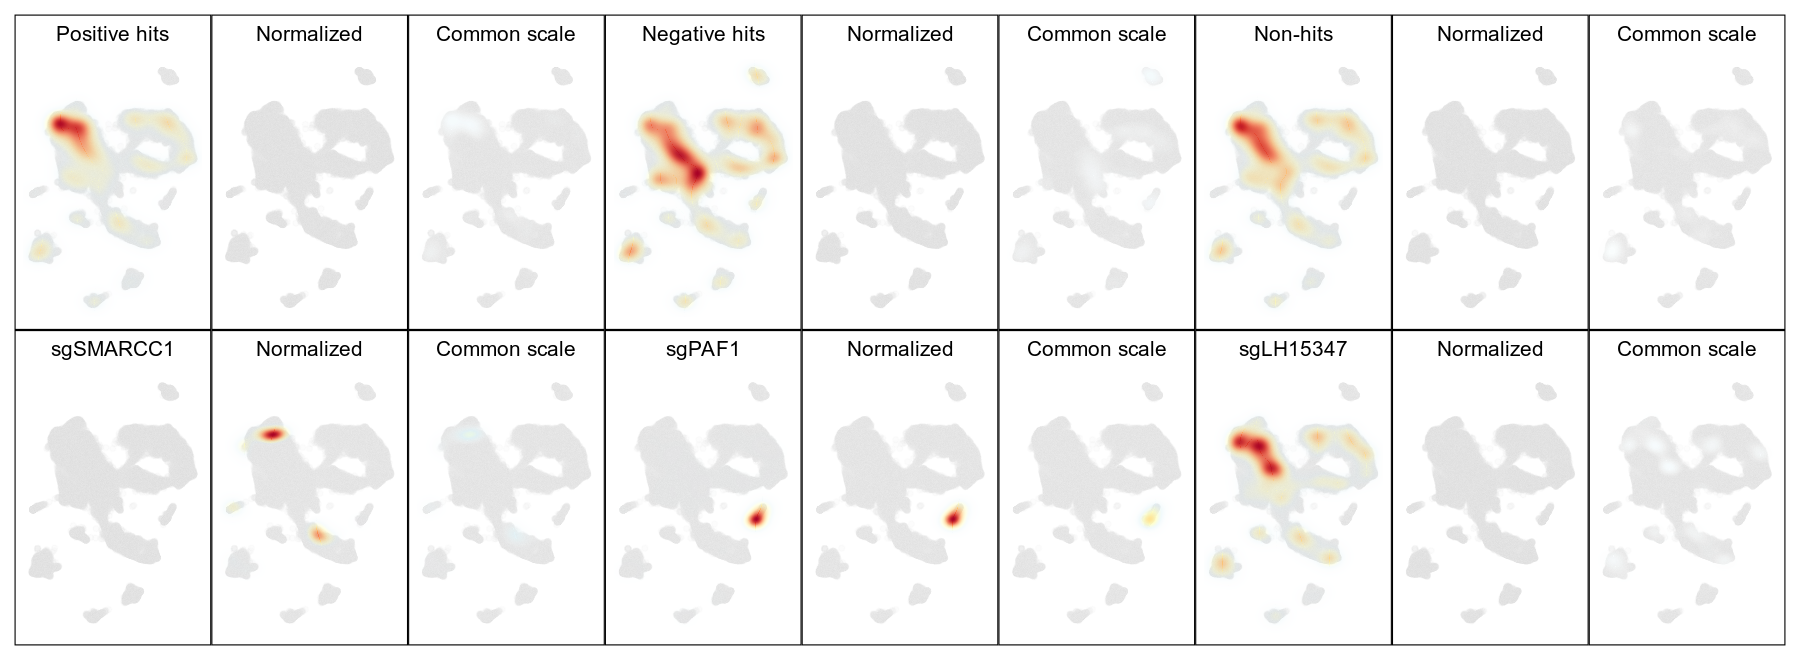 Positive hits
Normalized
Common scale
Negative hits
Normalized
Common scale
Non-hits
Normalized
Common scale
sgSMARCC1
Normalized
Common scale
sgPAF1
Normalized
Common scale
sgLH15347
Normalized
Common scale